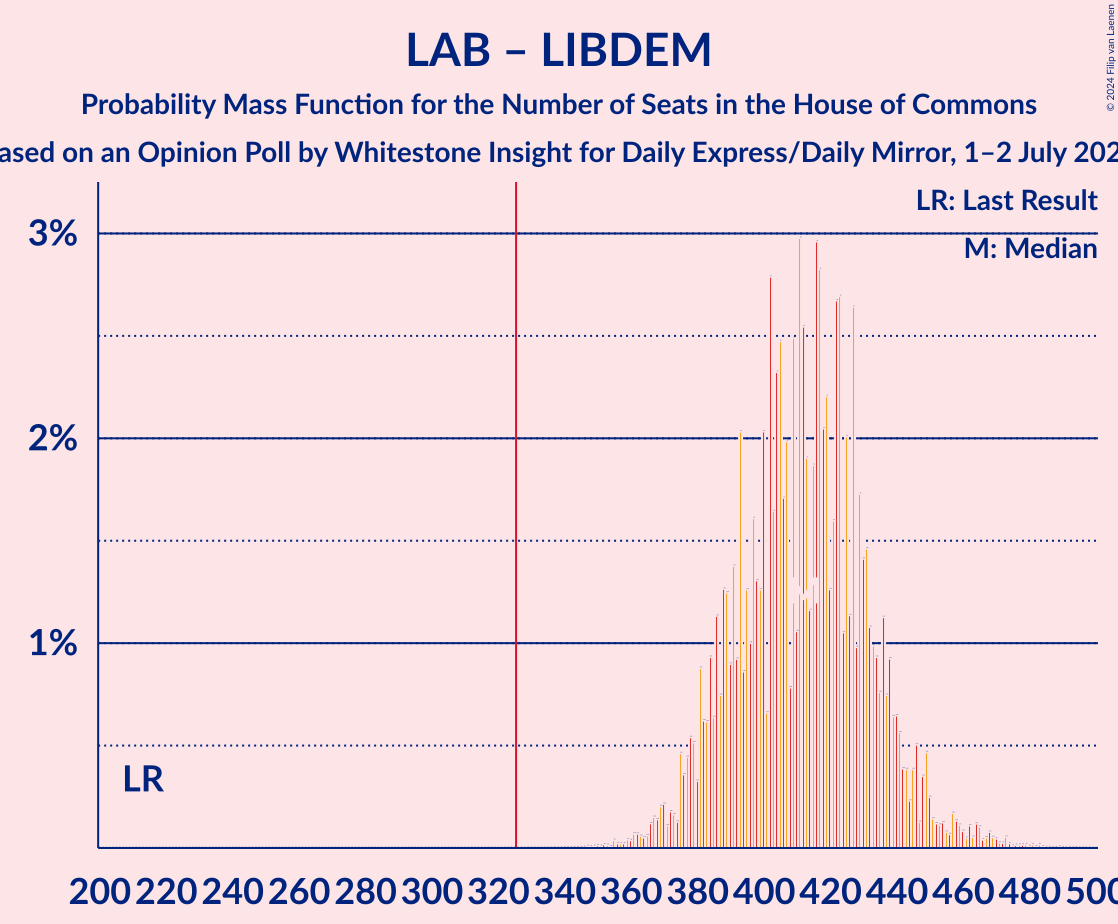 LAB – LIBDEM
Probability Mass Function for the Number of Seats in the House of Commons
ased on an Opinion Poll by Whitestone Insight for Daily Express/Daily Mirror, 1–2 July 202
© 2024 Filip van Laenen
LR: Last Result
M: Median
3%
2%
1%
LR
200 220 240 260 280 300 320 340 360 380 400 420 440 460 480 500